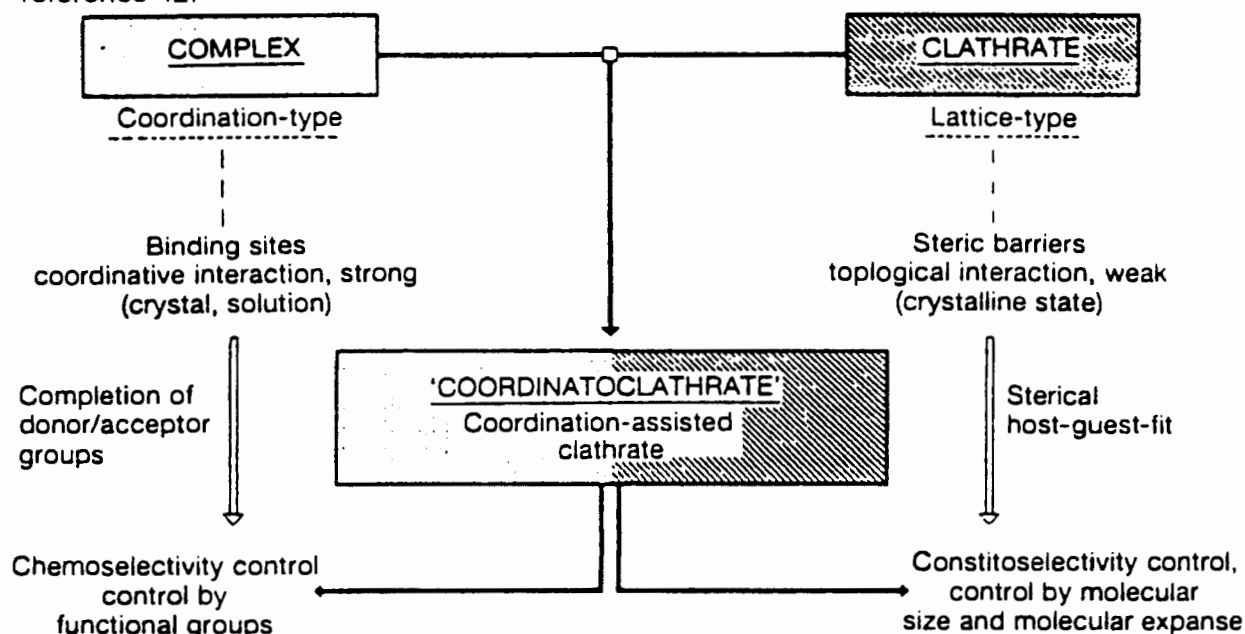 reference 121
COMPLEX
CLATHRATE
Coordination-type
Lattice-type
Binding sites
coordinative interaction, strong
(crystal, solution)
Steric barriers
toplogical interaction, weak
(crystalline state)
Completion of
donor/acceptor
groups
'COORDINATOCLATHRATE'
Coordination-assisted
clathrate
Sterical
host-guest-fit
Chemoselectivity control
control by
functional groups
Constitoselectivity control,
control by molecular
size and molecular expanse